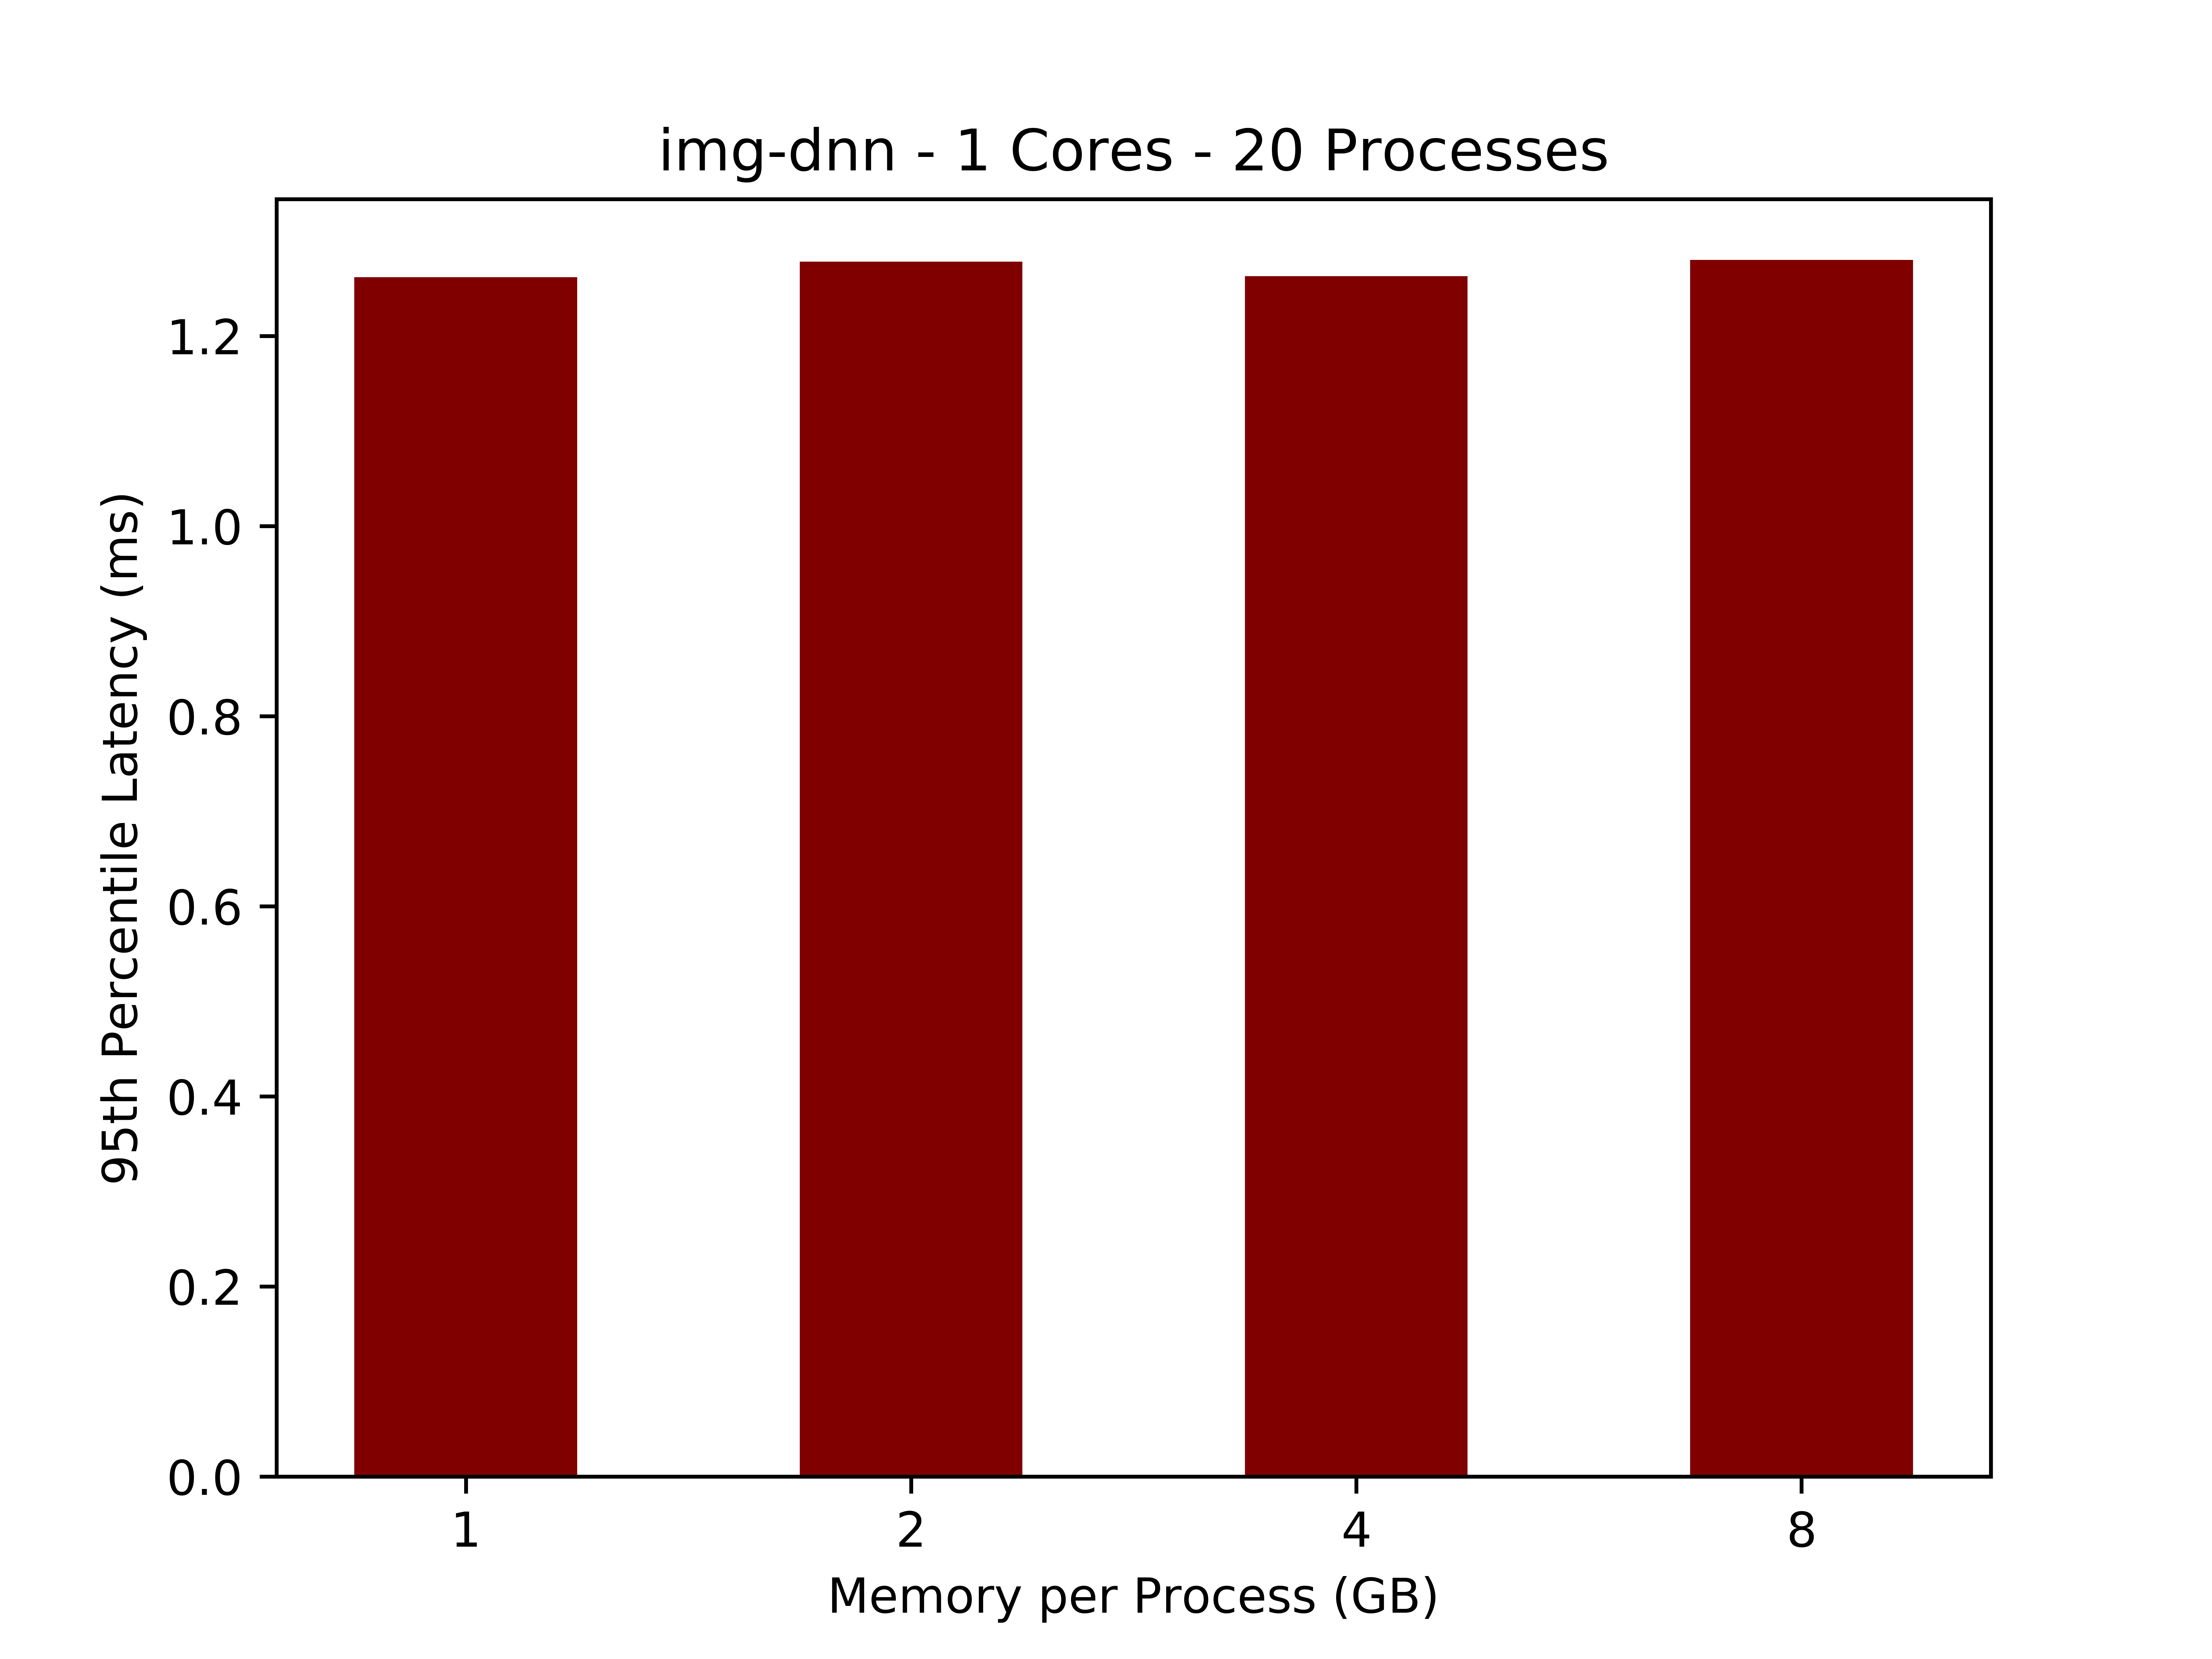 img-dnn - 1 Cores - 20 Processes
95th Percentile Latency (ms)
1.2
1.0
0.8
0.6
0.4
0.2
0.0
1 2 4 8
Memory per Process (GB)